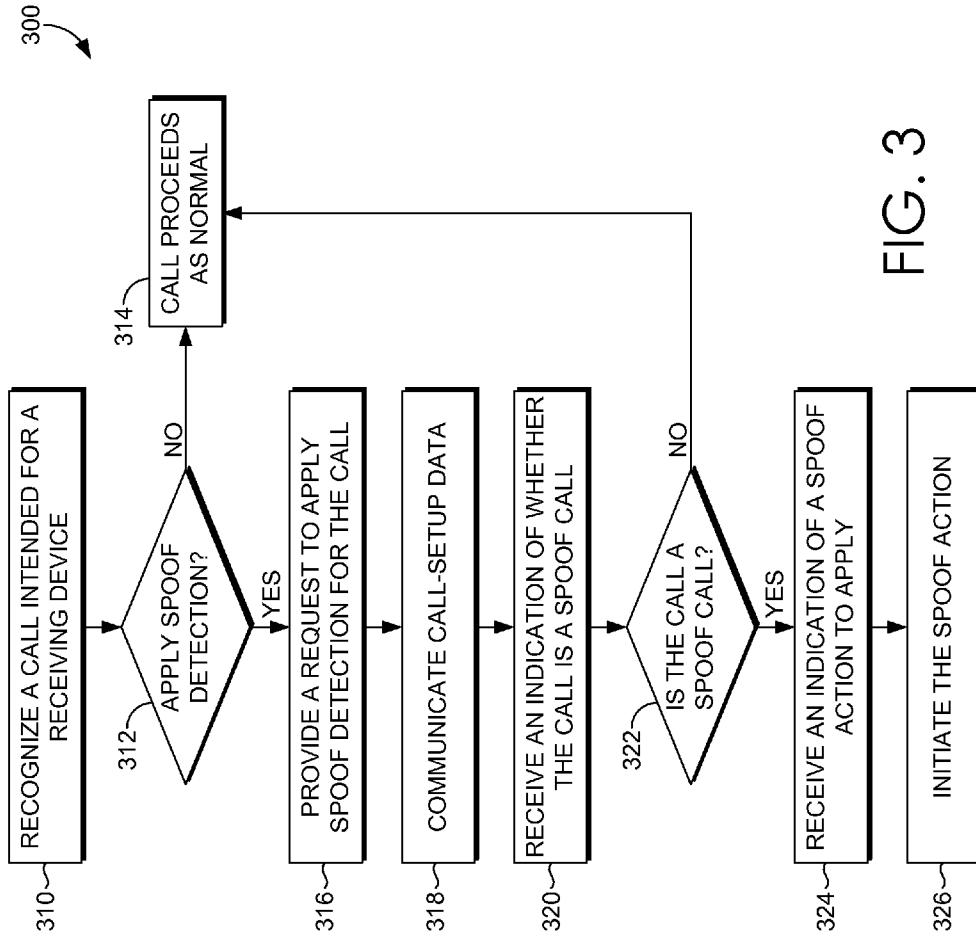 300
310
RECOGNIZE A CALL INTENDED FOR A
RECEIVING DEVICE
312
APPLY SPOOF
DETECTION?
NO
314
CALL PROCEEDS
AS NORMAL
YES
316
PROVIDE A REQUEST TO APPLY
SPOOF DETECTION FOR THE CALL
318
COMMUNICATE CALL-SETUP DATA
320
RECEIVE AN INDICATION OF WHETHER
THE CALL IS A SPOOF CALL
322
IS THE CALL A
SPOOF CALL?
NO
YES
324
RECEIVE AN INDICATION OF A SPOOF
ACTION TO APPLY
326
INITIATE THE SPOOF ACTION
FIG. 3